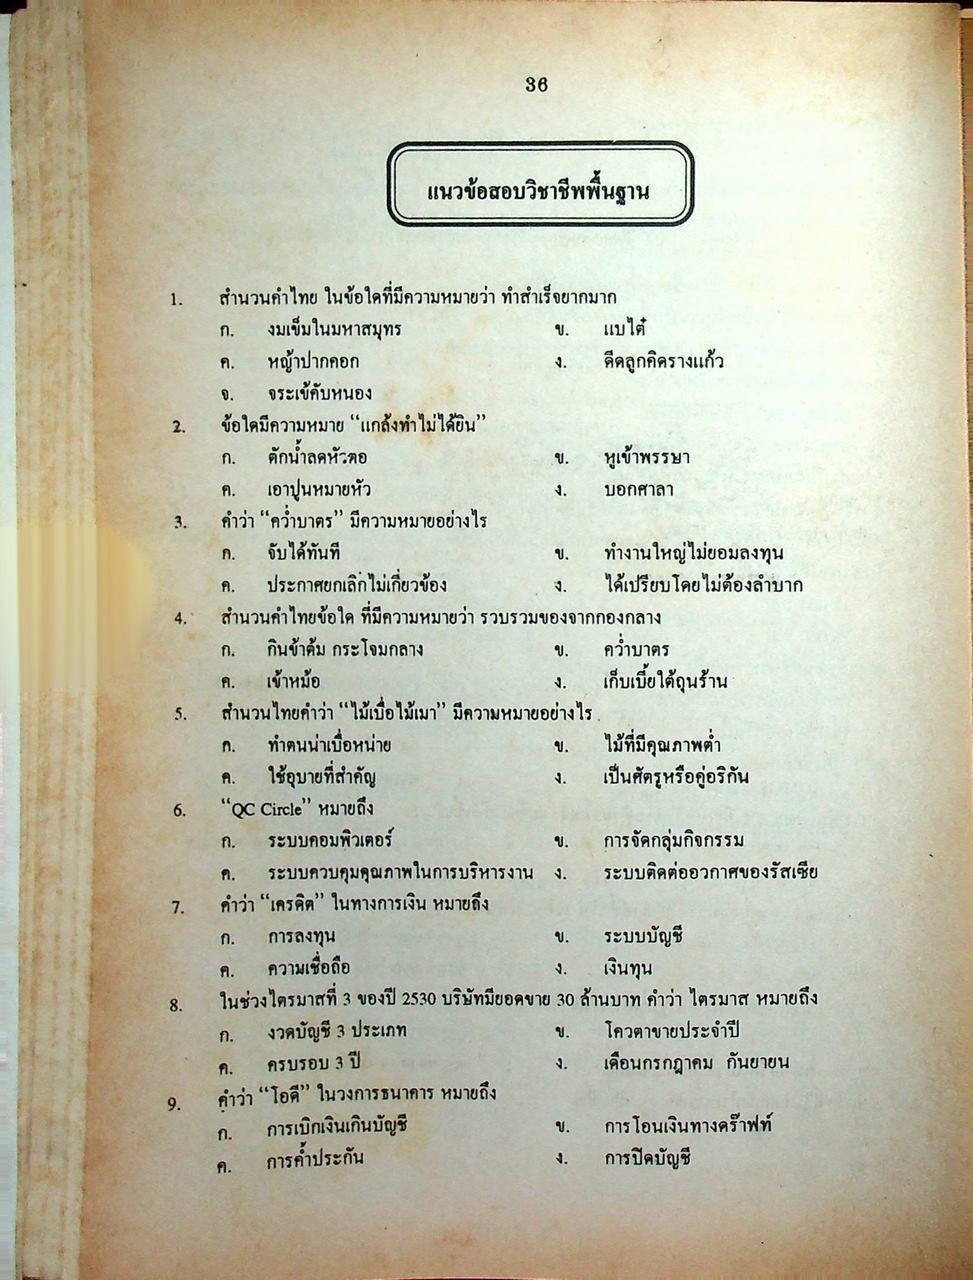 36
แนวข้อสอบวิชาชีพพื้นฐาน
1. สำนวนคำไทย ในข้อใดที่มีความหมายว่า ทำสำเร็จยากมาก
ก. งมเข็มในมหาสมุทร ข. แบไต๋
ค. หญ้าปากคอก ง. ดีดลูกคิดรางแก้ว
จ. จระเข้คับหนอง
2. ข้อใดมีความหมาย “แกล้งทำไม่ได้ยิน”
ก. ตักน้ำลดหัวตอ ข. หูเข้าพรรษา
ค. เอาปูนหมายหัว ง. บอกศาลา
3. คำว่า “คว่ำบาตร” มีความหมายอย่างไร
ก. จับได้ทันที ข. ทำงานใหญ่ไม่ยอมลงทุน
ค. ประกาศยกเลิกไม่เกี่ยวข้อง ง. ได้เปรียบโดยไม่ต้องลำบาก
4. สำนวนคำไทยข้อใด ที่มีความหมายว่า รวบรวมของจากกองกลาง
ก. กินข้าต้ม กระโจมกลาง ข. คว่ำบาตร
ค. เข้าหม้อ ง. เก็บเบี้ยใต้ถุนร้าน
5. สำนวนไทยคำว่า “ไม้เบื่อไม้เมา” มีความหมายอย่างไร
ก. ทำตนน่าเบื่อหน่าย ข. ไม้ที่มีคุณภาพต่ำ
ค. ใช้อุบายที่สำคัญ ง. เป็นศัตรูหรือคู่อริกัน
6. “QC Circle” หมายถึง
ก. ระบบคอมพิวเตอร์ ข. การจัดกลุ่มกิจกรรม
ค. ระบบควบคุมคุณภาพในการบริหารงาน ง. ระบบติดต่ออวกาศของรัสเซีย
7. คำว่า “เครดิต” ในทางการเงิน หมายถึง
ก. การลงทุน ข. ระบบบัญชี
ค. ความเชื่อถือ ง. เงินทุน
8. ในช่วงไตรมาสที่ 3 ของปี 2530 บริษัทมียอดขาย 30 ล้านบาท คำว่า ไตรมาส หมายถึง
ก. งวดบัญชี 3 ประเภท ข. โควตาขายประจำปี
ค. ครบรอบ 3 ปี ง. เดือนกรกฎาคม กันยายน
9. คำว่า “โอดี” ในวงการธนาคาร หมายถึง
ก. การเบิกเงินเกินบัญชี ข. การโอนเงินทางดร๊าฟท์
ค. การค้ำประกัน ง. การปิดบัญชี